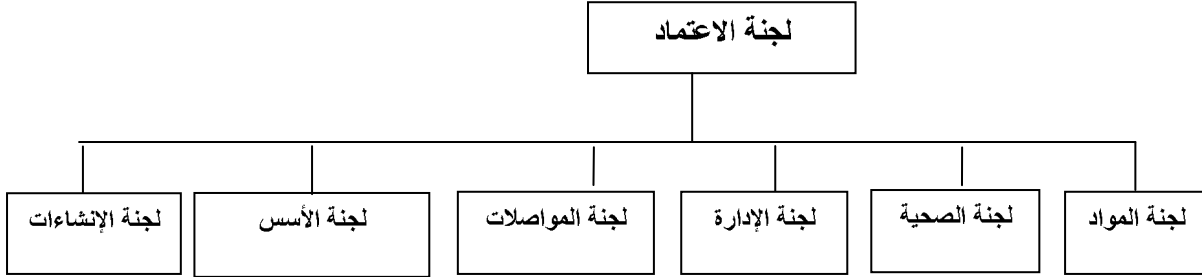 لجنة الاعتماد
لجنة المواد
لجنة الصحية
لجنة الإدارة
لجنة المواصلات
لجنة الأسس
لجنة الإنشاءات